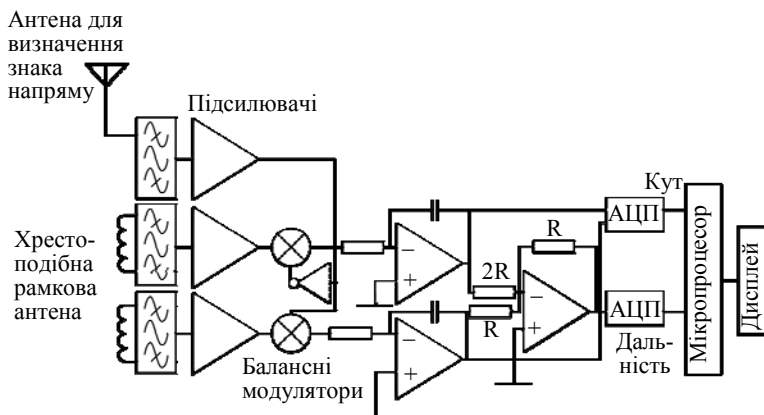 Антена для
визначення
знака
напряму
Підсилювачі
Хресто-
подібна
рамкова
антена
Балансні
модулятори
−
+
−
+
2R
R
R
−
+
Кут
АЦП
АЦП
Даль-
ність
Мікропроцесор
Дисплей